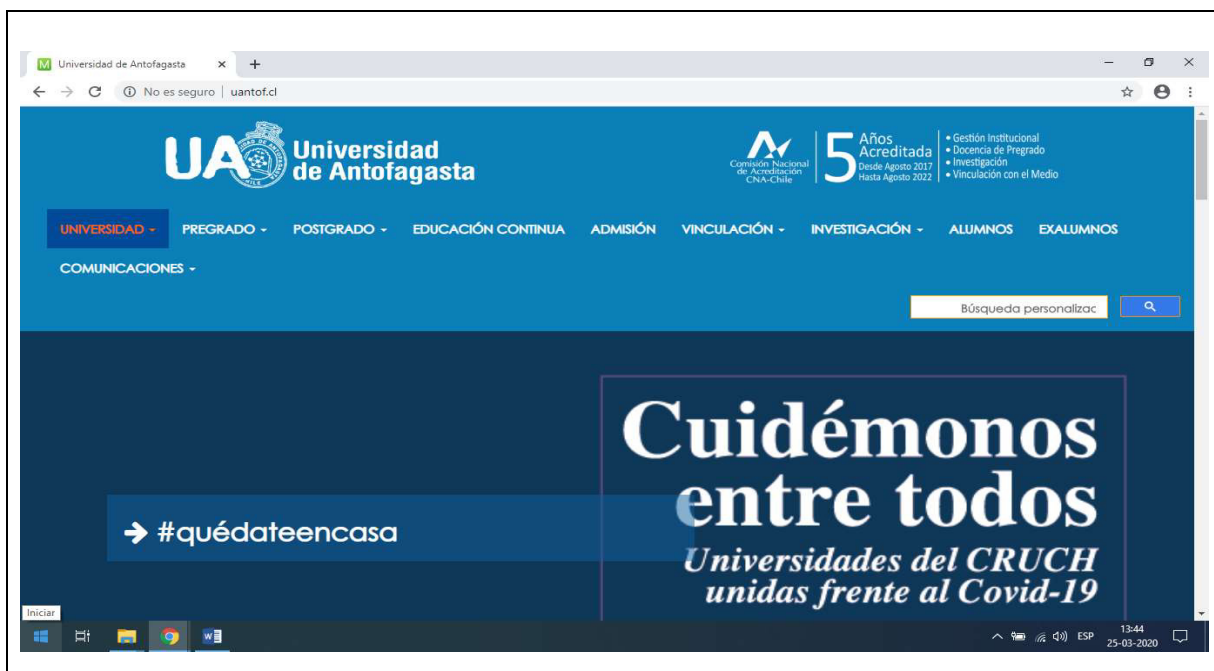 Universidad de Antofagasta
No es seguro | uantof.cl
UA Universidad
de Antofagasta
Comisión Nacional
de Acreditación
CNA-Chile
5 Años
Acreditada
Desde Agosto 2017
Hasta Agosto 2022
• Gestión Institucional
• Docencia de Pregrado
• Investigación
• Vinculación con el Medio
UNIVERSIDAD PREGRADO POSTGRADO EDUCACIÓN CONTINUA ADMISIÓN VINCULACIÓN INVESTIGACIÓN ALUMNOS EXALUMNOS
COMUNICACIONES
Búsqueda personalizac
Cuidémonos
entre todos
#quédateencasa
Universidades del CRUCH
unidas frente al Covid-19
Iniciar
ESP
13:44
25-03-2020